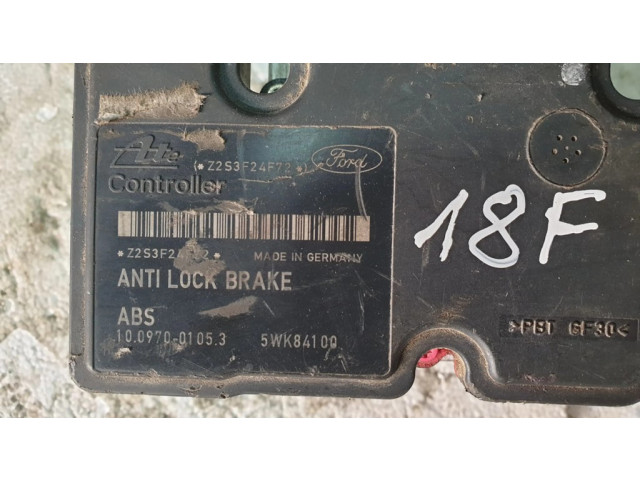 Ate
(*Z2S3F24F72*)
Ford
Controller
MADE IN GERMANY
ANTI LOCK BRAKE
ABS
10.0970-0105.3 5WK84100
18F
>PBT GF30<